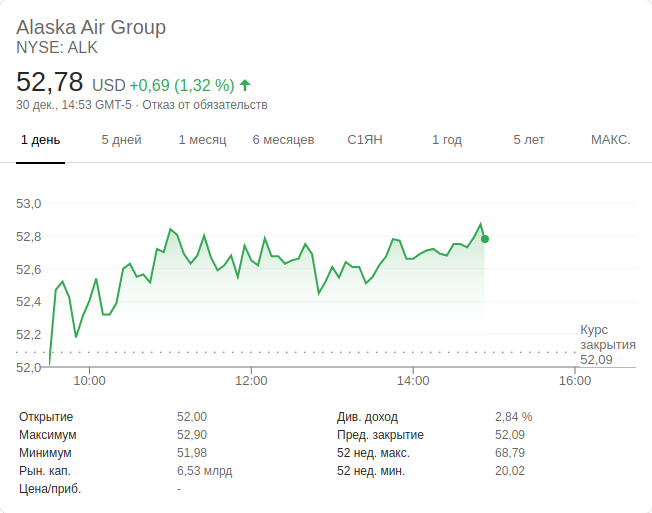 Alaska Air Group
NYSE: ALK
52,78 USD +0,69 (1,32 %)
30 дек., 14:53 GMT-5 · Отказ от обязательств
1 день 5 дней 1 месяц 6 месяцев С1ЯН 1 год 5 лет МАКС.
53,0
52,8
52,6
52,4
52,2
52,0
Курс
закрытия
52,09
10:00 12:00 14:00 16:00
Открытие 52,00 Див. доход 2,84 %
Максимум 52,90 Пред. закрытие 52,09
Минимум 51,98 52 нед. макс. 68,79
Рын. кап. 6,53 млрд 52 нед. мин. 20,02
Цена/приб. -